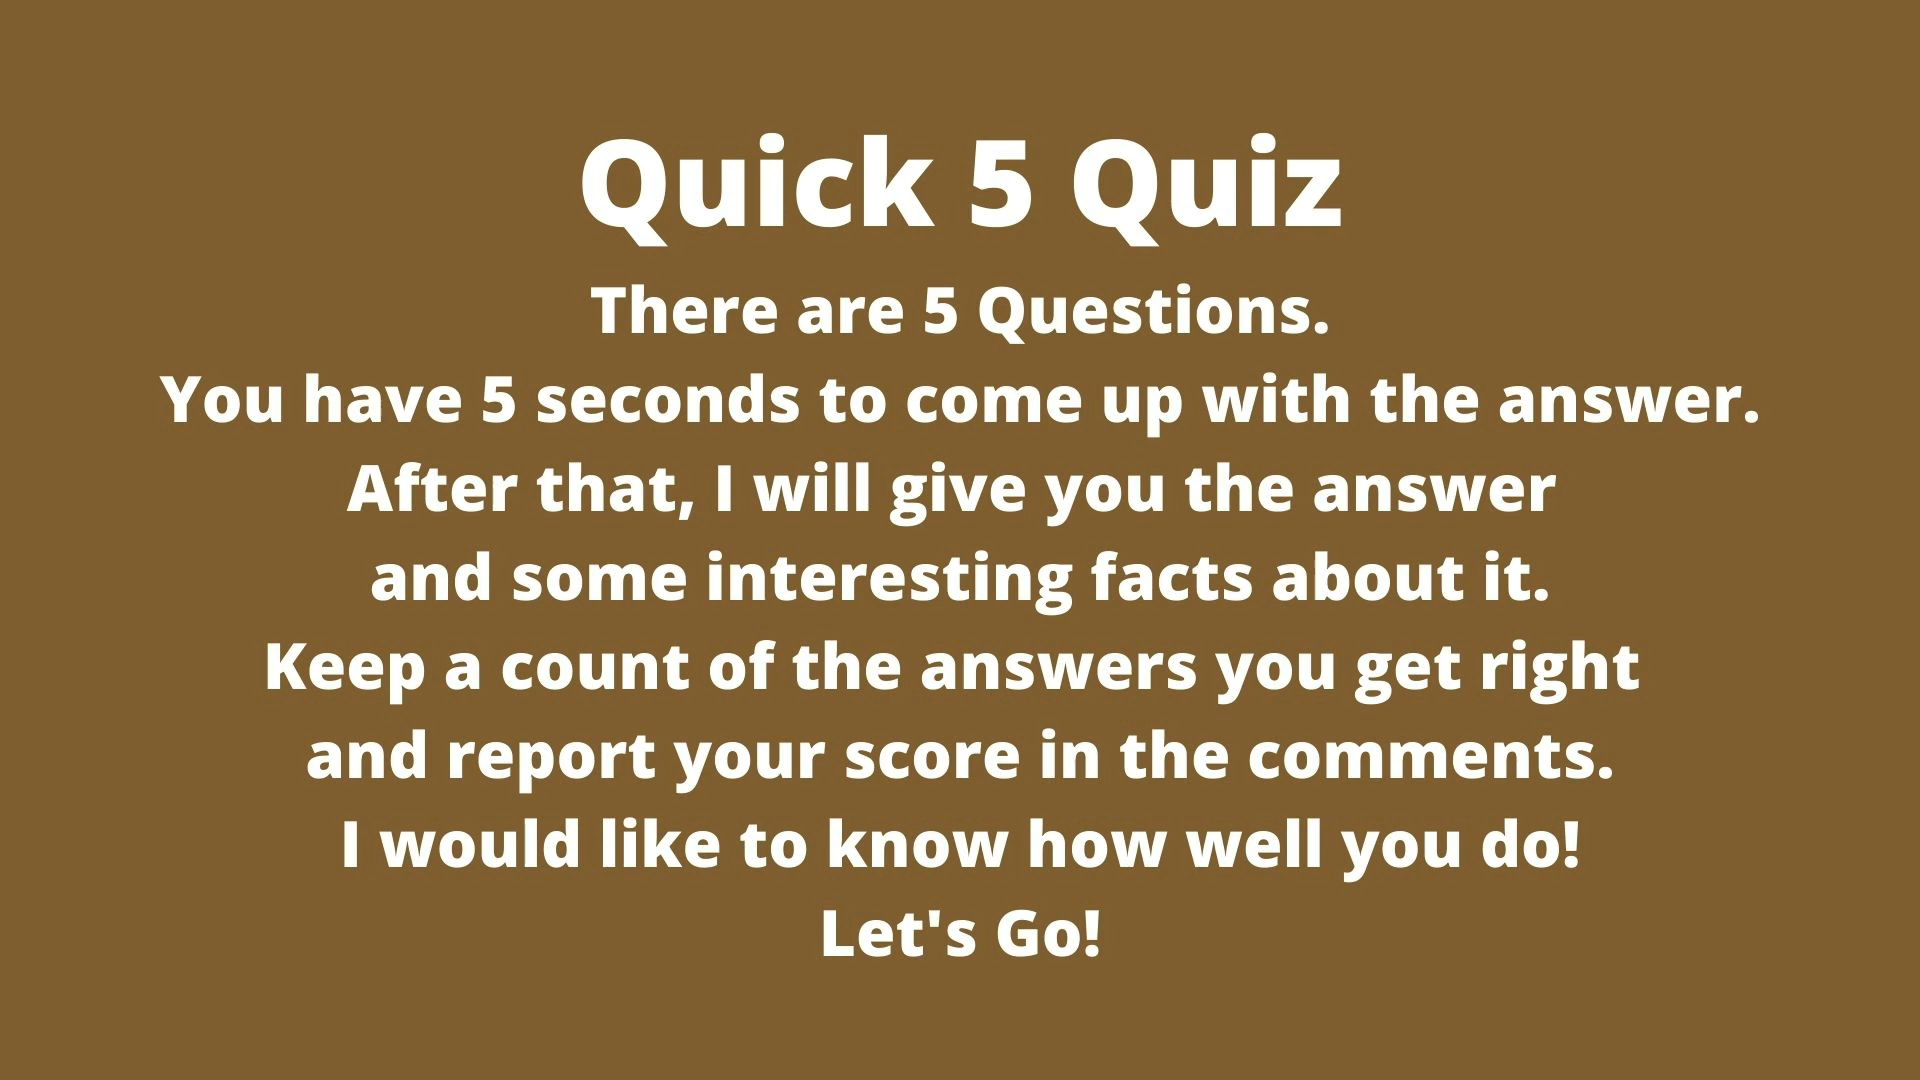 Quick 5 Quiz
There are 5 Questions.
You have 5 seconds to come up with the answer.
After that, I will give you the answer
and some interesting facts about it.
Keep a count of the answers you get right
and report your score in the comments.
I would like to know how well you do!
Let's Go!